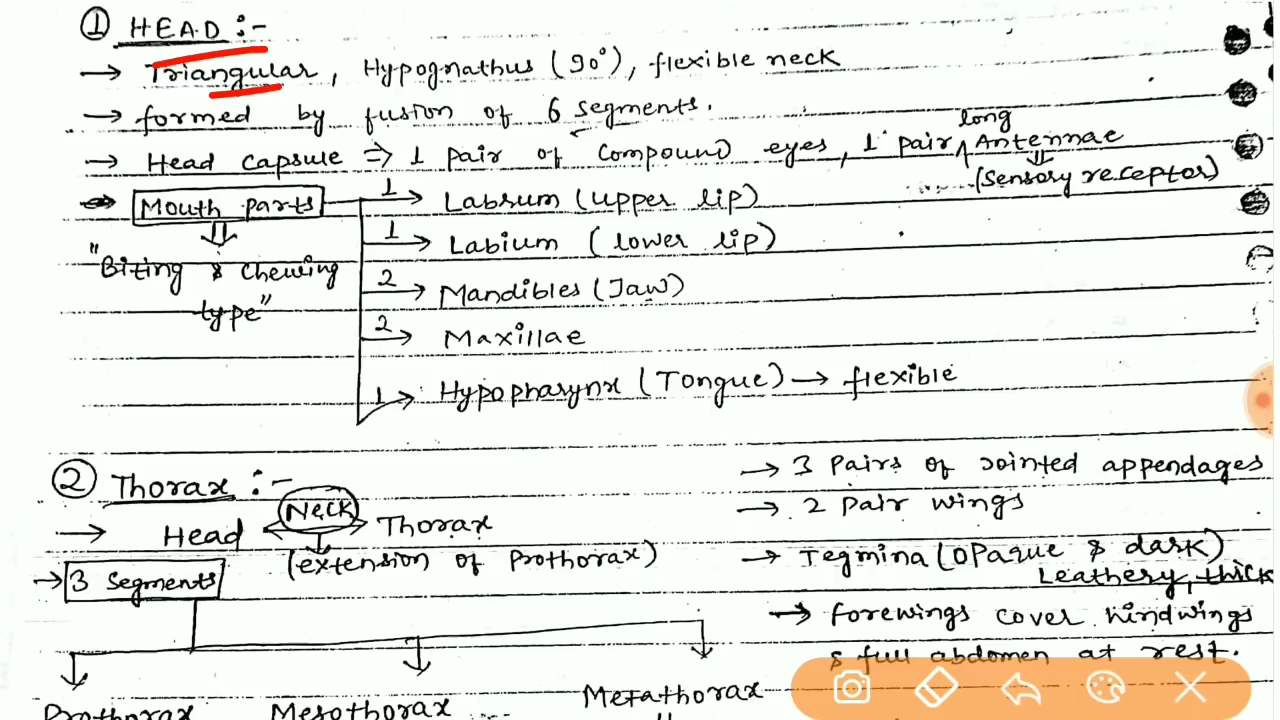 ① HEAD :-
→ Triangular, Hypognathus (90°), flexible neck
→ formed by fusion of 6 segments.
→ Head capsule ⇒ 1 pair of compound eyes, 1 pair long Antennae
(Sensory receptor)
→ Mouth parts
"Biting & Chewing type"
1 → Labrum (upper lip)
1 → Labium (lower lip)
2 → Mandibles (Jaw)
2 → Maxillae
1 → Hypopharynx (Tongue) → flexible
② Thorax :-
→ Head Neck Thorax
(extension of Prothorax)
→ 3 Segments
Prothorax Mesothorax Metathorax
→ 3 Pairs of Jointed appendages
→ 2 Pair wings
→ Tegmina (Opaque & dark)
Leathery, thick
→ forewings cover hindwings
& full abdomen at rest.